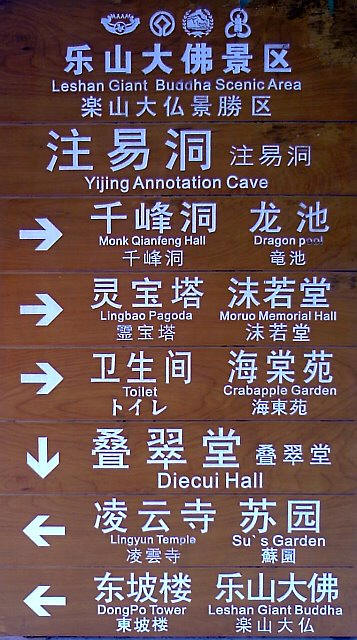 乐山大佛景区
Leshan Giant Buddha Scenic Area
楽山大仏景勝区
注易洞 注易洞
Yijing Annotation Cave
千峰洞 龙池
Monk Qianfeng Hall Dragon pool
千峰洞 竜池
灵宝塔 沫若堂
Lingbao Pagoda Moruo Memorial Hall
霊宝塔 沫若堂
卫生间 海棠苑
Toilet Crabapple Garden
トイレ 海東苑
叠翠堂 叠翠堂
Diecui Hall
凌云寺 苏园
Lingyun Temple Su`s Garden
凌雲寺 蘇園
东坡楼 乐山大佛
DongPo Tower Leshan Giant Buddha
東坡楼 楽山大仏